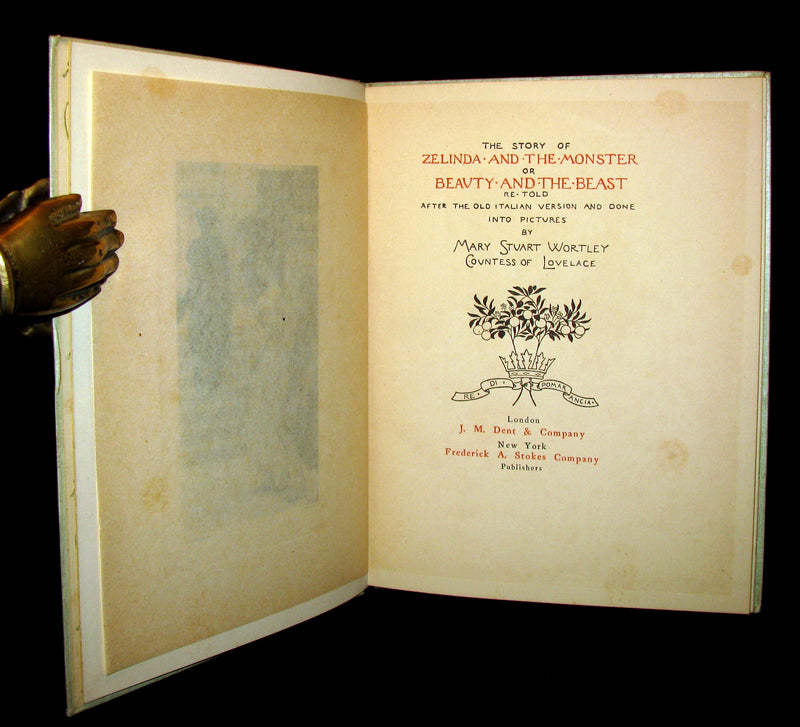 THE STORY OF
ZELINDA·AND·THE·MONSTER
OR
BEAVTY·AND·THE·BEAST
RE·TOLD
AFTER THE OLD ITALIAN VERSION AND DONE
INTO PICTURES
BY
MARY STUART WORTLEY
COUNTESS OF LOVELACE
RE· DI· POMAR ANCIA·
London
J. M. Dent & Company
New York
Frederick A. Stokes Company
Publishers